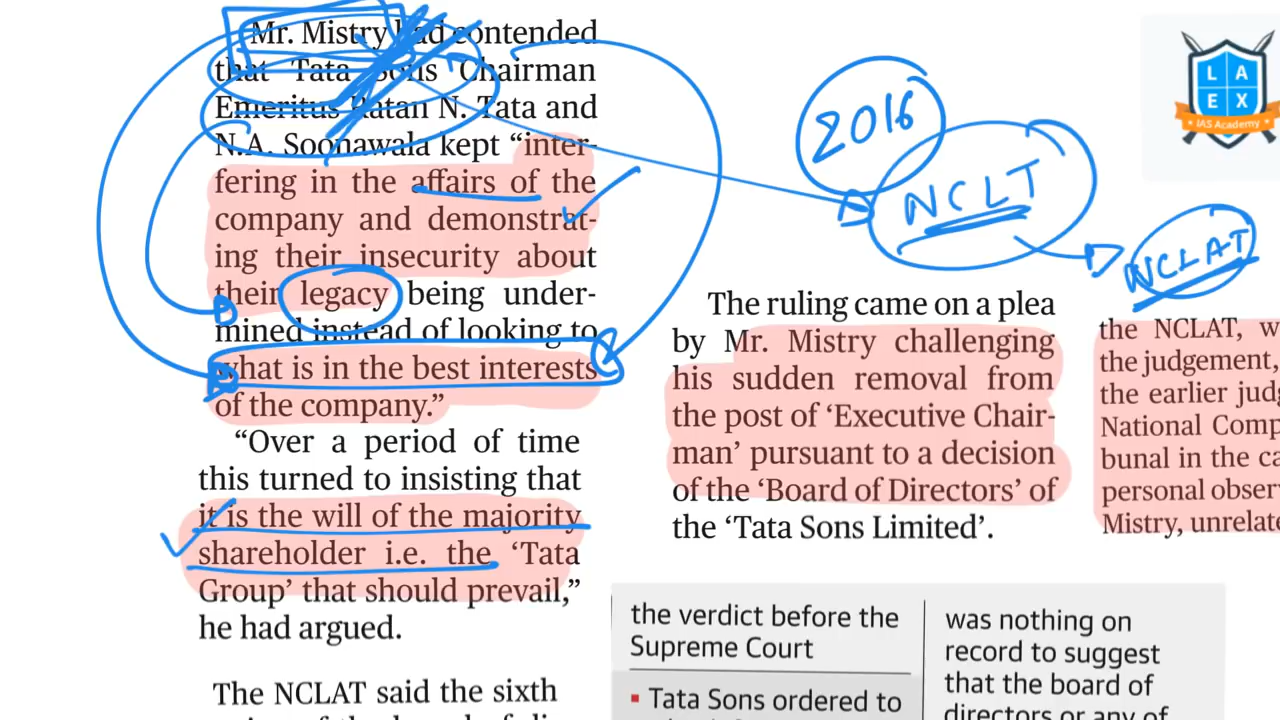 Mr. Mistry had contended
that Tata Sons Chairman
Emeritus Ratan N. Tata and
N.A. Soonawala kept “inter-
fering in the affairs of the
company and demonstrat-
ing their insecurity about
their legacy being under-
mined instead of looking to
what is in the best interests
of the company.”
“Over a period of time
this turned to insisting that
it is the will of the majority
shareholder i.e. the ‘Tata
Group’ that should prevail,”
he had argued.
The NCLAT said the sixth
2016
NCLT
NCLAT
L A
E X
IAS Academy
The ruling came on a plea
by Mr. Mistry challenging
his sudden removal from
the post of ‘Executive Chair-
man’ pursuant to a decision
of the ‘Board of Directors’ of
the ‘Tata Sons Limited’.
the NCLAT, w
the judgement,
the earlier judg
National Comp
bunal in the ca
personal obser
Mistry, unrelate
the verdict before the
Supreme Court
▪ Tata Sons ordered to
was nothing on
record to suggest
that the board of
directors or any of